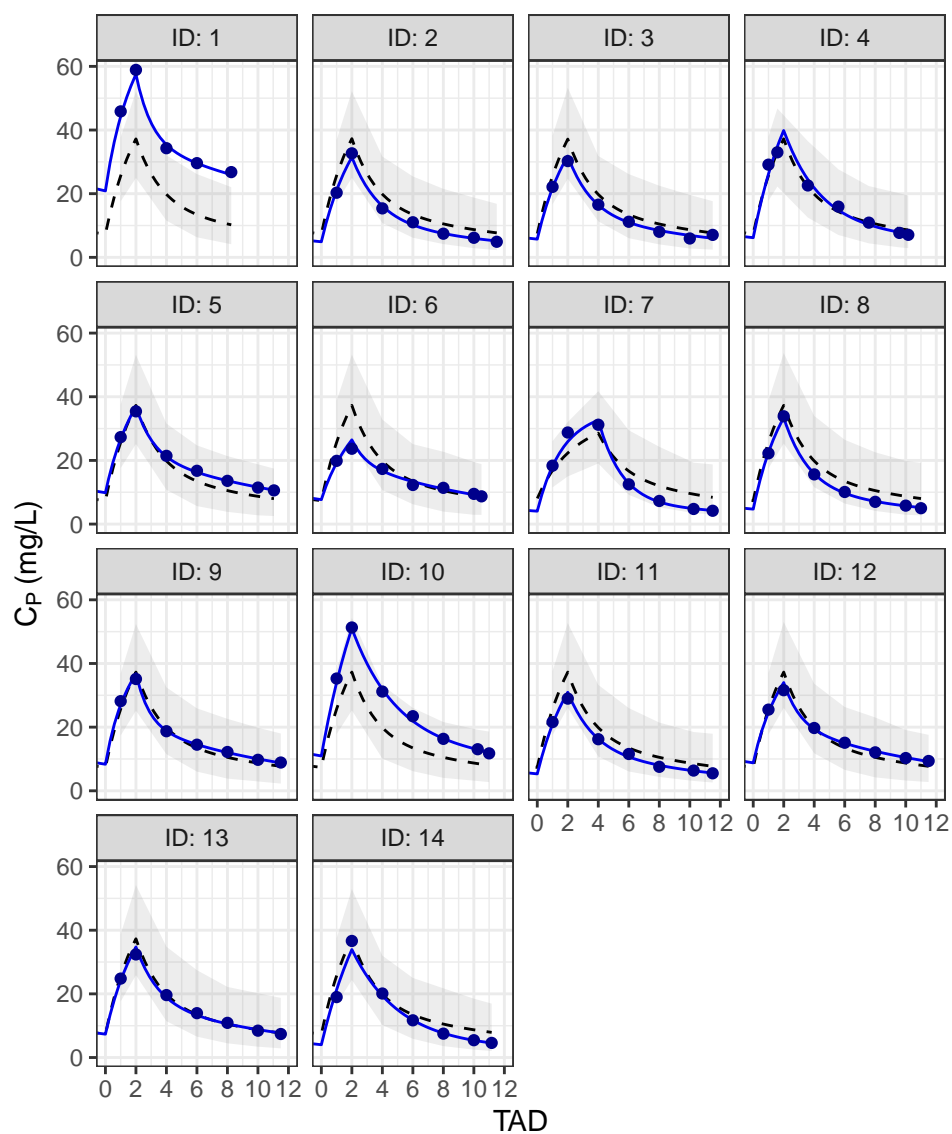 ID: 1
ID: 2
ID: 3
ID: 4
60
40
20
0
ID: 5
ID: 6
ID: 7
ID: 8
60
40
20
0
ID: 9
ID: 10
ID: 11
ID: 12
60
40
20
0
0 2 4 6 8 10 12
0 2 4 6 8 10 12
ID: 13
ID: 14
60
40
20
0
0 2 4 6 8 10 12
0 2 4 6 8 10 12
C_P (mg/L)
TAD